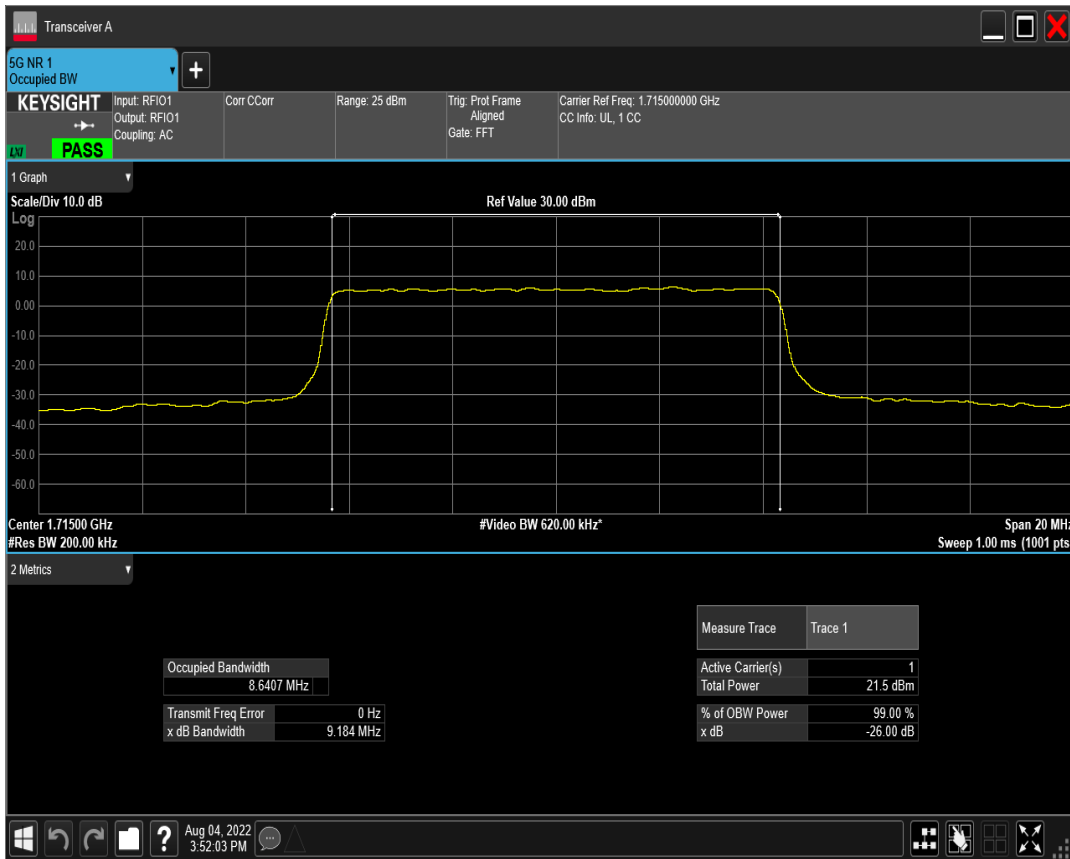 Transceiver A
5G NR 1
Occupied BW
+
KEYSIGHT
LXI
PASS
Input: RFIO1
Output: RFIO1
Coupling: AC
Corr CCorr
Range: 25 dBm
Trig: Prot Frame
Aligned
Gate: FFT
Carrier Ref Freq: 1.715000000 GHz
CC Info: UL, 1 CC
1 Graph
Scale/Div 10.0 dB
Ref Value 30.00 dBm
Log
20.0
10.0
0.00
-10.0
-20.0
-30.0
-40.0
-50.0
-60.0
Center 1.71500 GHz
#Video BW 620.00 kHz*
Span 20 MHz
#Res BW 200.00 kHz
Sweep 1.00 ms (1001 pts
2 Metrics
Measure Trace Trace 1
Occupied Bandwidth
8.6407 MHz
Active Carrier(s) 1
Total Power 21.5 dBm
Transmit Freq Error 0 Hz
x dB Bandwidth 9.184 MHz
% of OBW Power 99.00 %
x dB -26.00 dB
?
Aug 04, 2022
3:52:03 PM